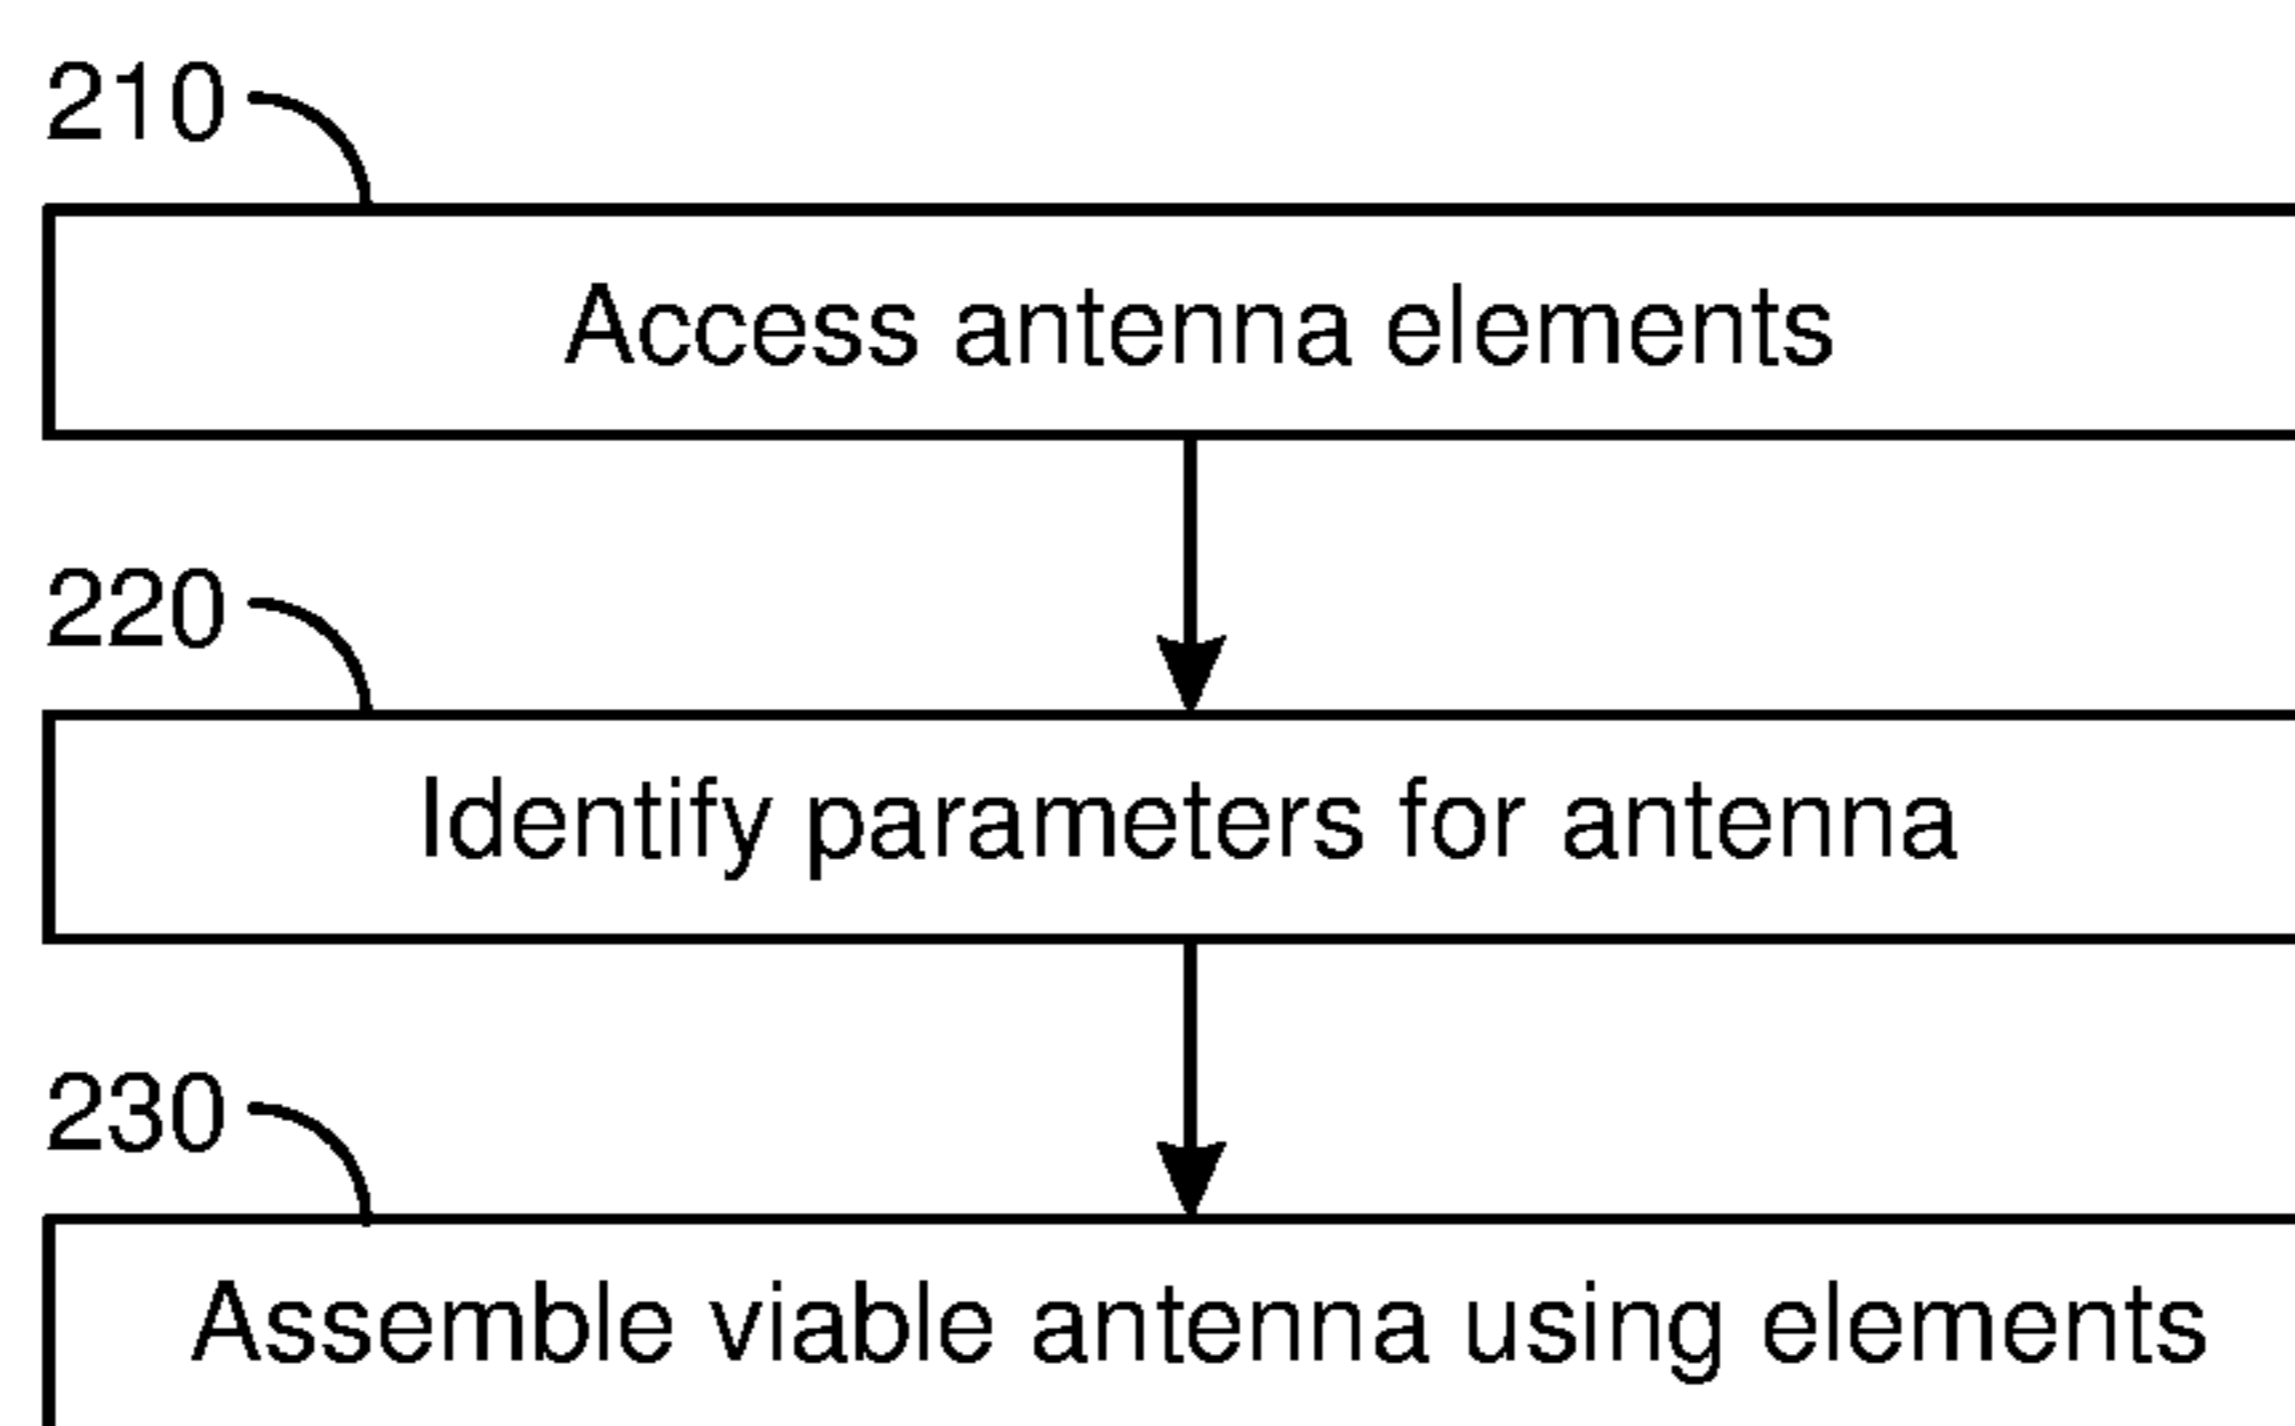 210
Access antenna elements
220
Identify parameters for antenna
230
Assemble viable antenna using elements